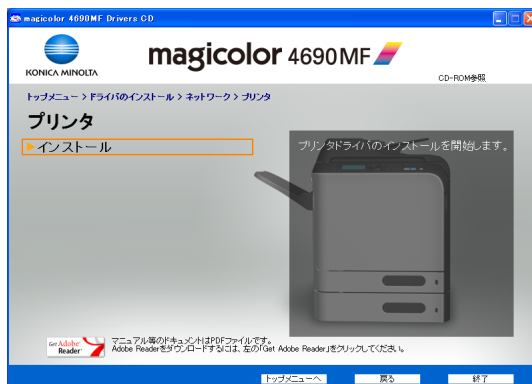 magicolor 4690MF Drivers CD
KONICA MINOLTA
magicolor 4690MF
CD-ROM参照
トップメニュー > ドライバのインストール > ネットワーク > プリンタ
プリンタ
インストール
プリンタドライバのインストールを開始します。
Get Adobe Reader
マニュアル等のドキュメントはPDFファイルです。
Adobe Readerをダウンロードするには、左の「Get Adobe Reader」をクリックしてください。
トップメニューへ 戻る 終了